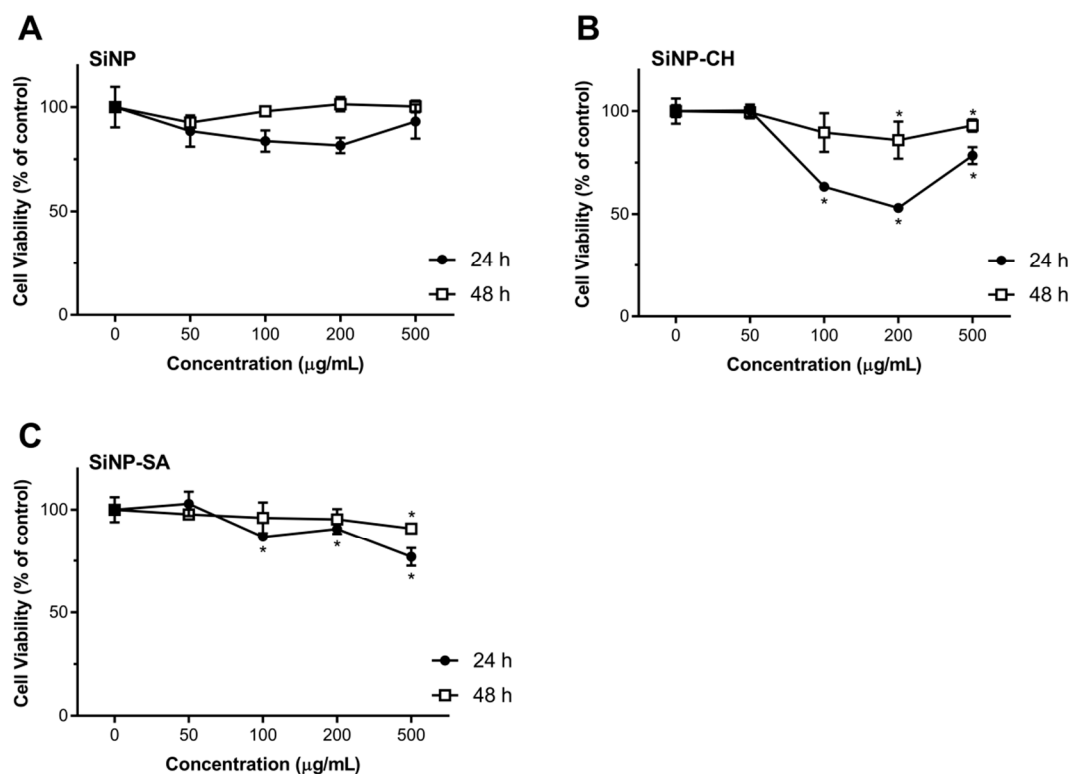 A
SiNP
Cell Viability (% of control)
100
50
0
0 50 100 200 500
Concentration (μg/mL)
24 h
48 h
B
SiNP-CH
Cell Viability (% of control)
100
50
0
* *
* * *
0 50 100 200 500
Concentration (μg/mL)
24 h
48 h
C
SiNP-SA
Cell Viability (% of control)
100
50
0
*
* * *
0 50 100 200 500
Concentration (μg/mL)
24 h
48 h